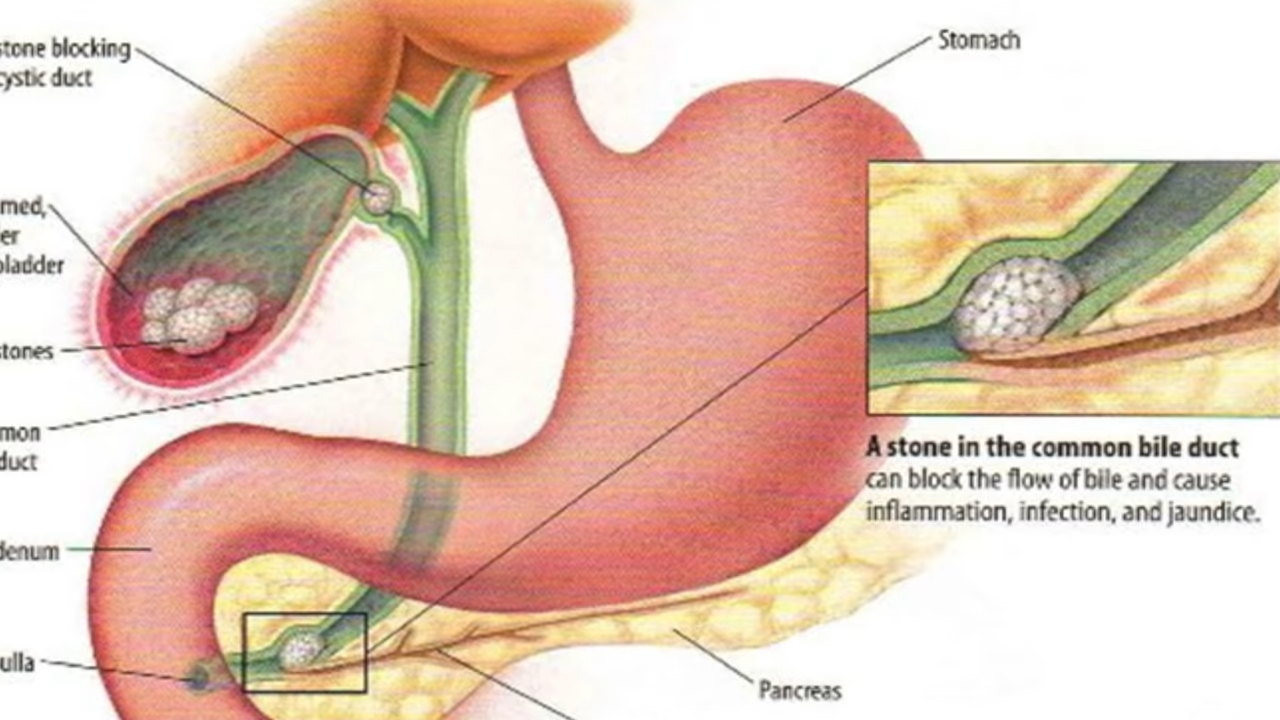 stone blocking
cystic duct
Stomach
med,
er
bladder
stones
mon
duct
A stone in the common bile duct
can block the flow of bile and cause
inflammation, infection, and jaundice.
denum
ulla
Pancreas